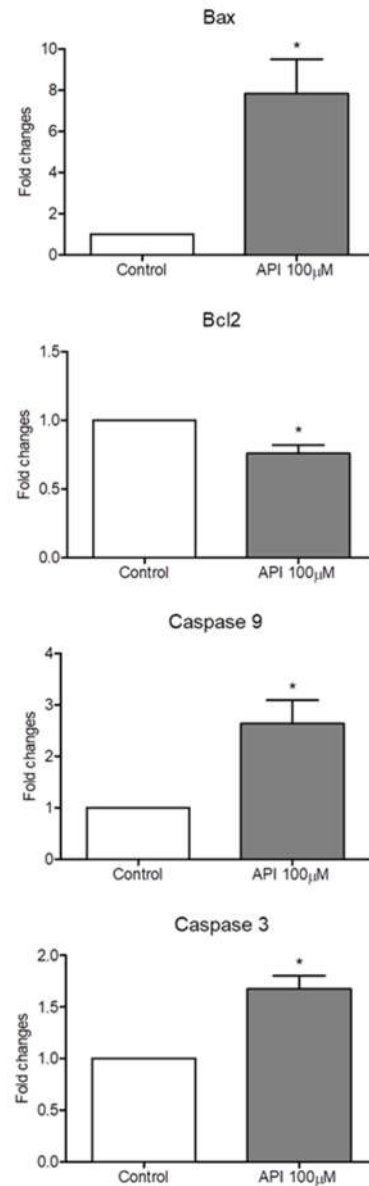 Bax
10
*
8
6
4
2
0
Fold changes
Control API 100µM
Bcl2
1.5
1.0
*
0.5
0.0
Fold changes
Control API 100µM
Caspase 9
4
*
3
2
1
0
Fold changes
Control API 100µM
Caspase 3
2.0
*
1.5
1.0
0.5
0.0
Fold changes
Control API 100µM